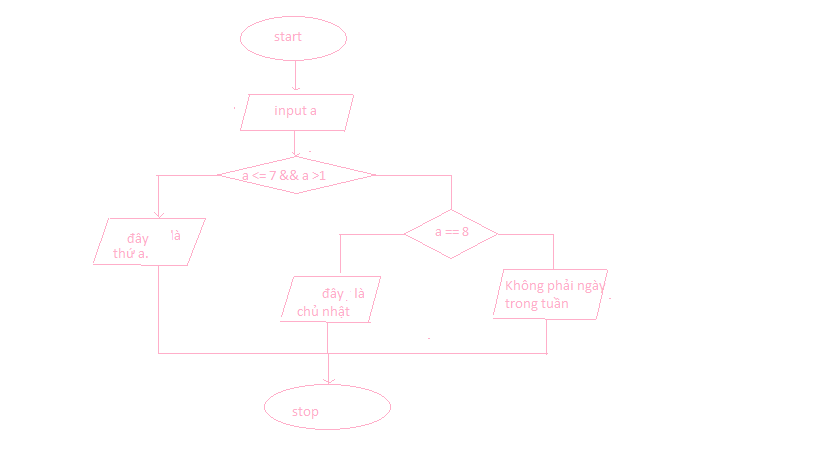 start
input a
a <= 7 && a >1
đây là
thứ a.
a == 8
đây là
chủ nhật
Không phải ngày
trong tuần
stop